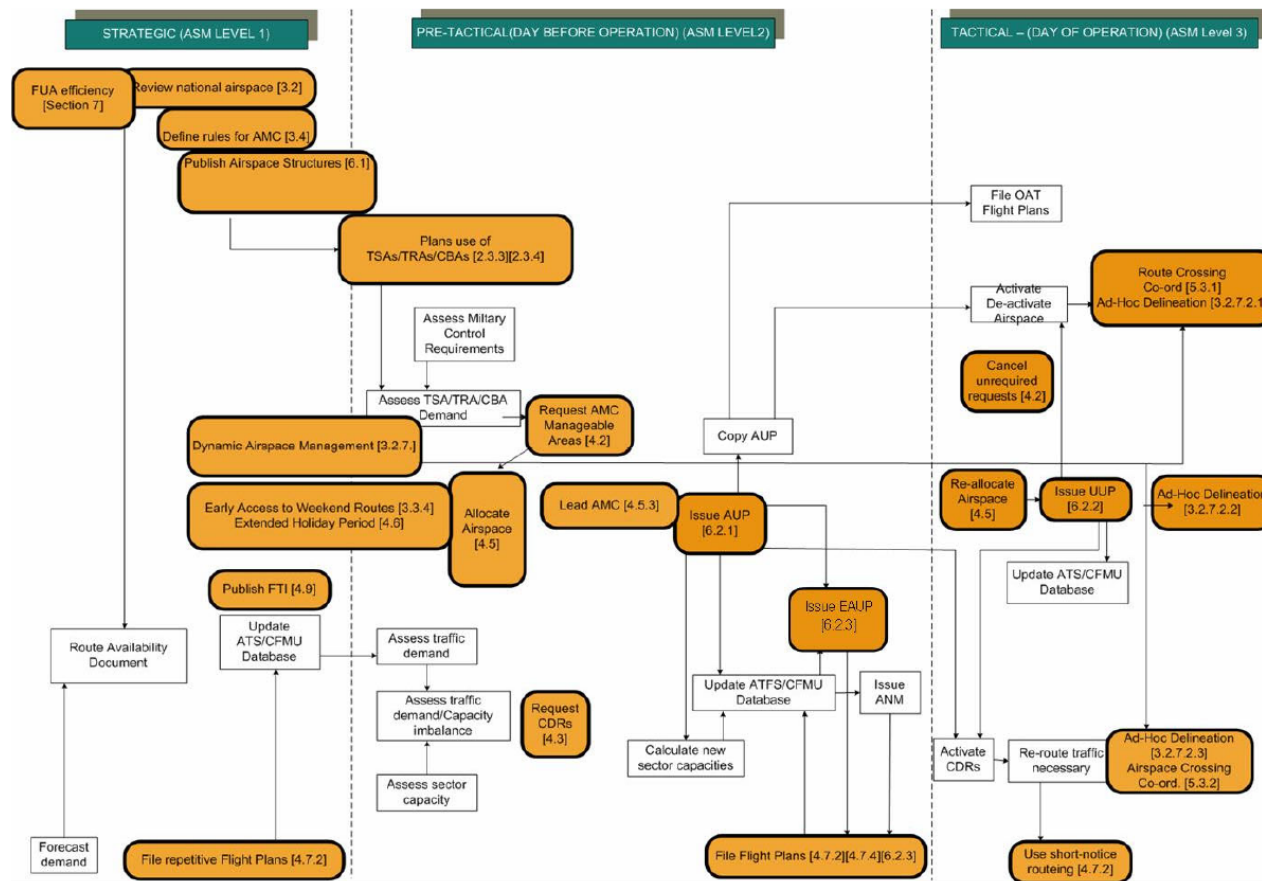 STRATEGIC (ASM LEVEL 1)
PRE-TACTICAL(DAY BEFORE OPERATION) (ASM LEVEL2)
TACTICAL – (DAY OF OPERATION) (ASM Level 3)
FUA efficiency
[Section 7]
Review national airspace [3.2]
Define rules for AMC [3.4]
Publish Airspace Structures [6.1]
Plans use of
TSAs/TRAs/CBAs [2.3.3][2.3.4]
File OAT
Flight Plans
Route Crossing
Co-ord [5.3.1]
Ad-Hoc Delineation [3.2.7.2.1
Activate
De-activate
Airspace
Assess Military
Control
Requirements
Cancel
unrequired
requests [4.2]
Assess TSA/TRA/CBA
Demand
Request AMC
Manageable
Areas [4.2]
Copy AUP
Dynamic Airspace Management [3.2.7.]
Early Access to Weekend Routes [3.3.4]
Extended Holiday Period [4.6]
Allocate
Airspace
[4.5]
Lead AMC [4.5.3]
Issue AUP
[6.2.1]
Re-allocate
Airspace
[4.5]
Issue UUP
[6.2.2]
Ad-Hoc Delineation
[3.2.7.2.2]
Update ATS/CFMU
Database
Publish FTI [4.9]
Issue EAUP
[6.2.3]
Route Availability
Document
Update
ATS/CFMU
Database
Assess traffic
demand
Assess traffic
demand/Capacity
imbalance
Request
CDRs
[4.3]
Update ATFS/CFMU
Database
Issue
ANM
Calculate new
sector capacities
Activate
CDRs
Re-route traffic
necessary
Ad-Hoc Delineation
[3.2.7.2.3]
Airspace Crossing
Co-ord. [5.3.2]
Assess sector
capacity
Forecast
demand
File repetitive Flight Plans [4.7.2]
File Flight Plans [4.7.2][4.7.4][6.2.3]
Use short-notice
routeing [4.7.2]